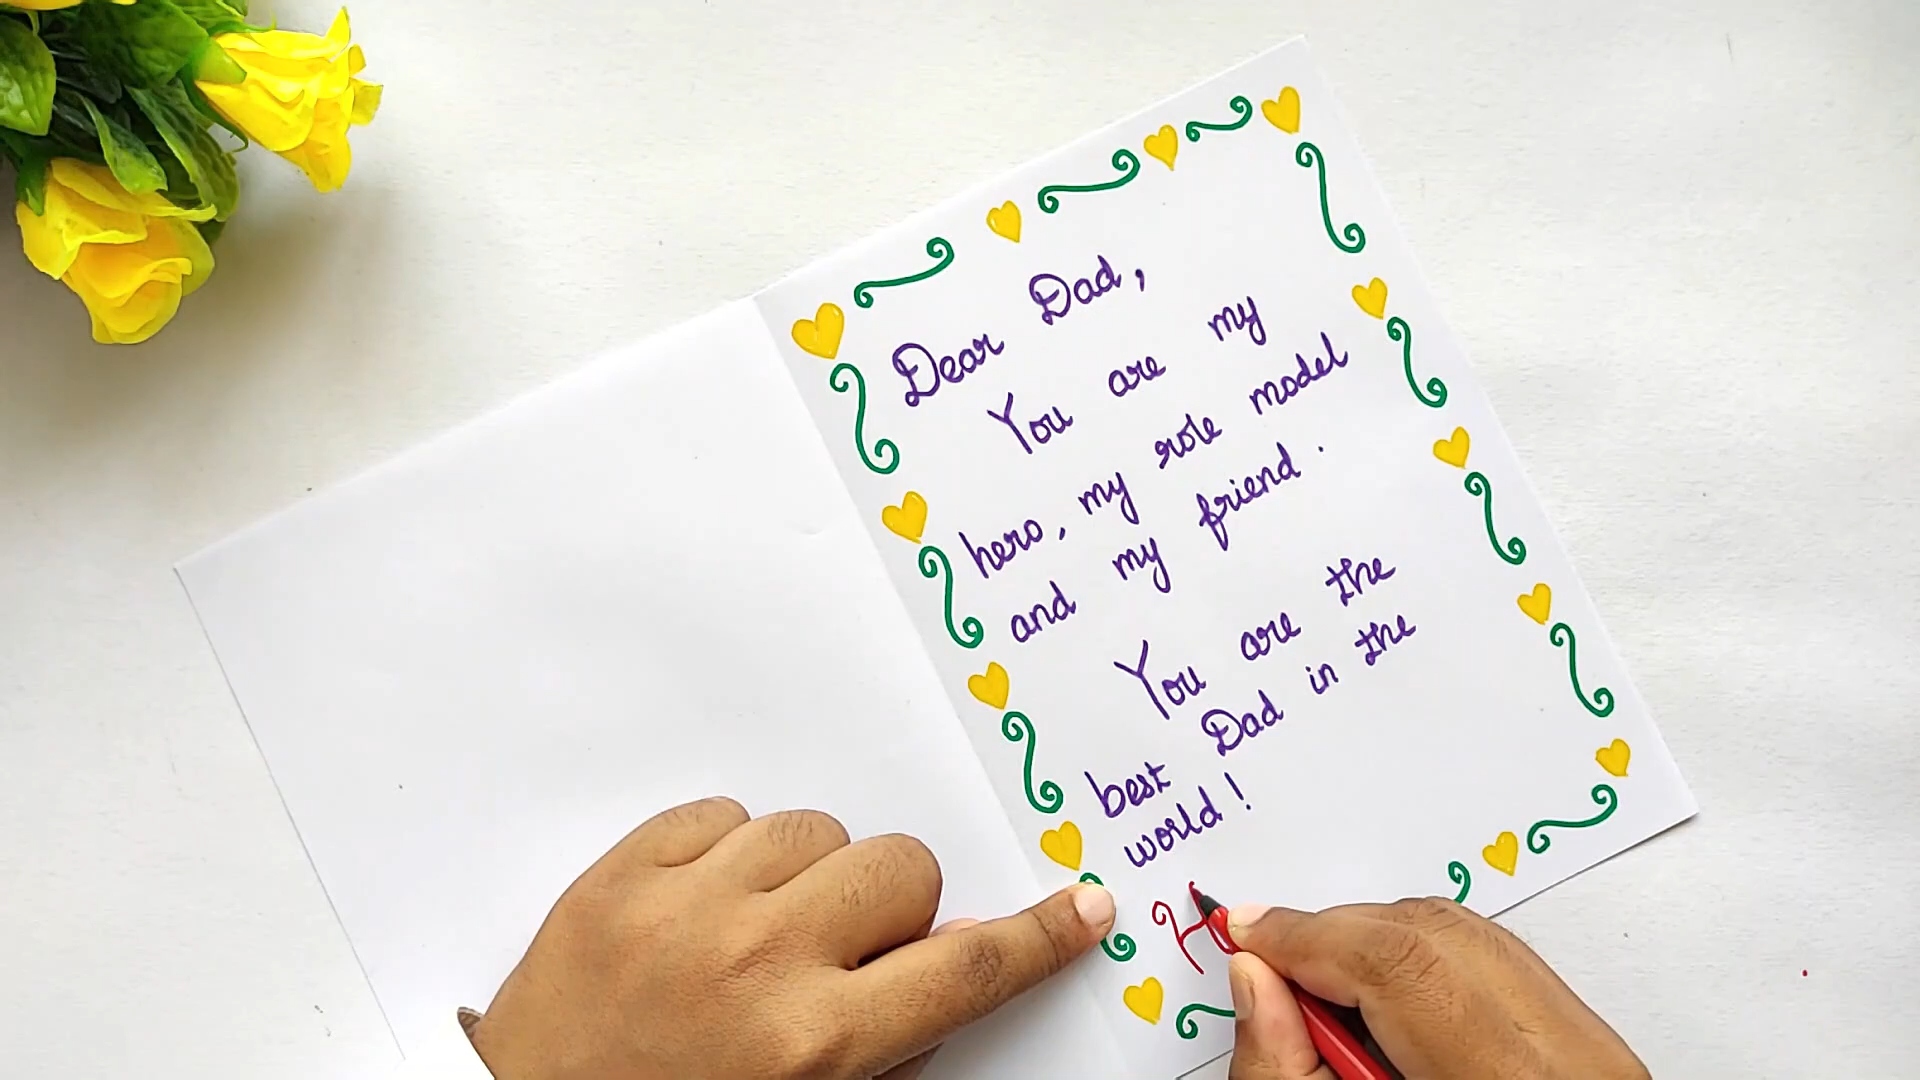 Dear Dad,
You are my
hero, my role model
and my friend.
You are the
best Dad in the
world!
H